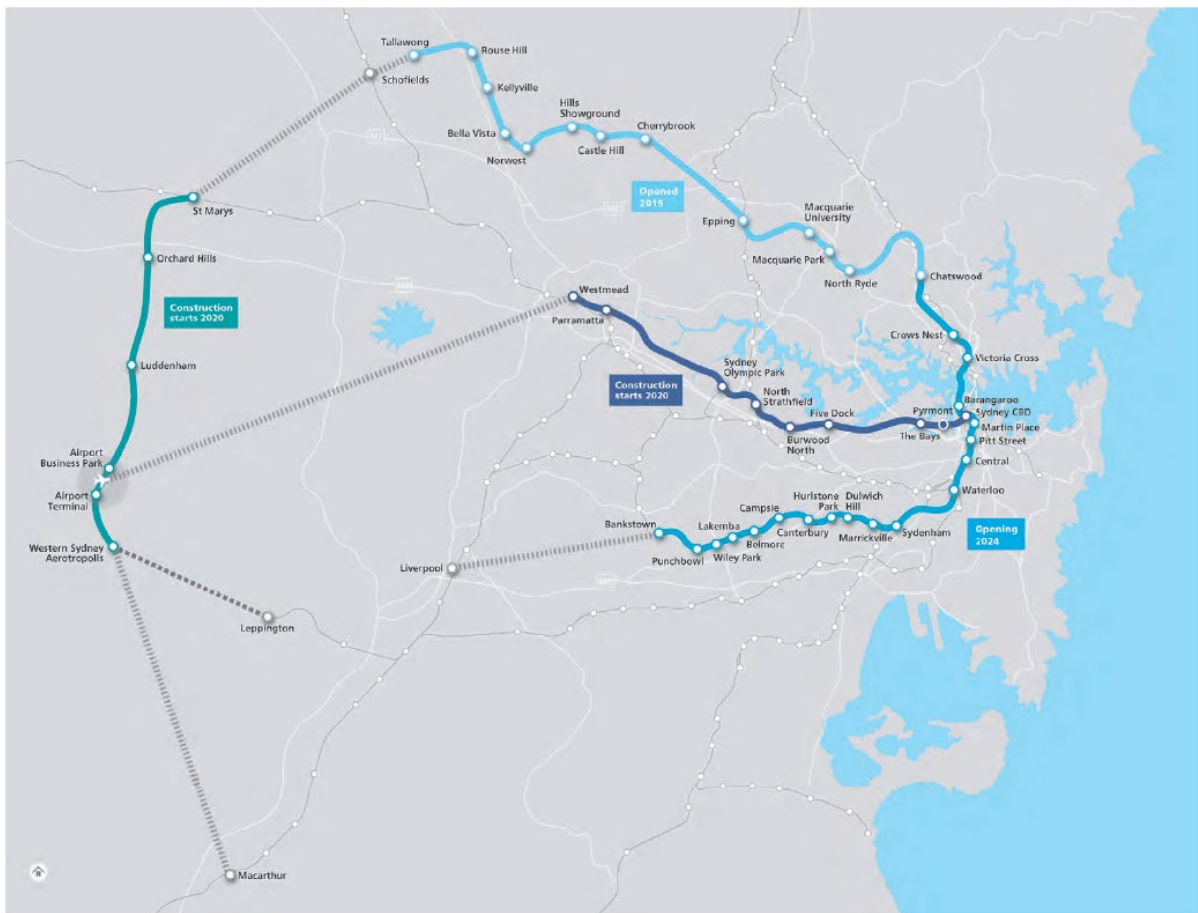 Tallawong
Rouse Hill
Schofields
Kellyville
Hills
Showground
Bella Vista
Cherrybrook
Castle Hill
Norwest
M7
Opened
2019
St Marys
M2
Macquarie
University
Epping
Orchard Hills
Macquarie Park
North Ryde
Chatswood
Westmead
Construction
starts 2020
Parramatta
Crows Nest
Luddenham
Victoria Cross
Sydney
Olympic Park
Construction
starts 2020
North
Strathfield
Barangaroo
Pyrmont
Sydney CBD
Five Dock
Martin Place
Burwood
North
The Bays
Pitt Street
Airport
Business Park
Central
Airport
Terminal
Waterloo
Hurlstone
Park
Dulwich
Hill
Campsie
Bankstown
Lakemba
Canterbury
Sydenham
Opening
2024
Belmore
Marrickville
Wiley Park
Punchbowl
Western Sydney
Aerotropolis
Liverpool
Leppington
Macarthur